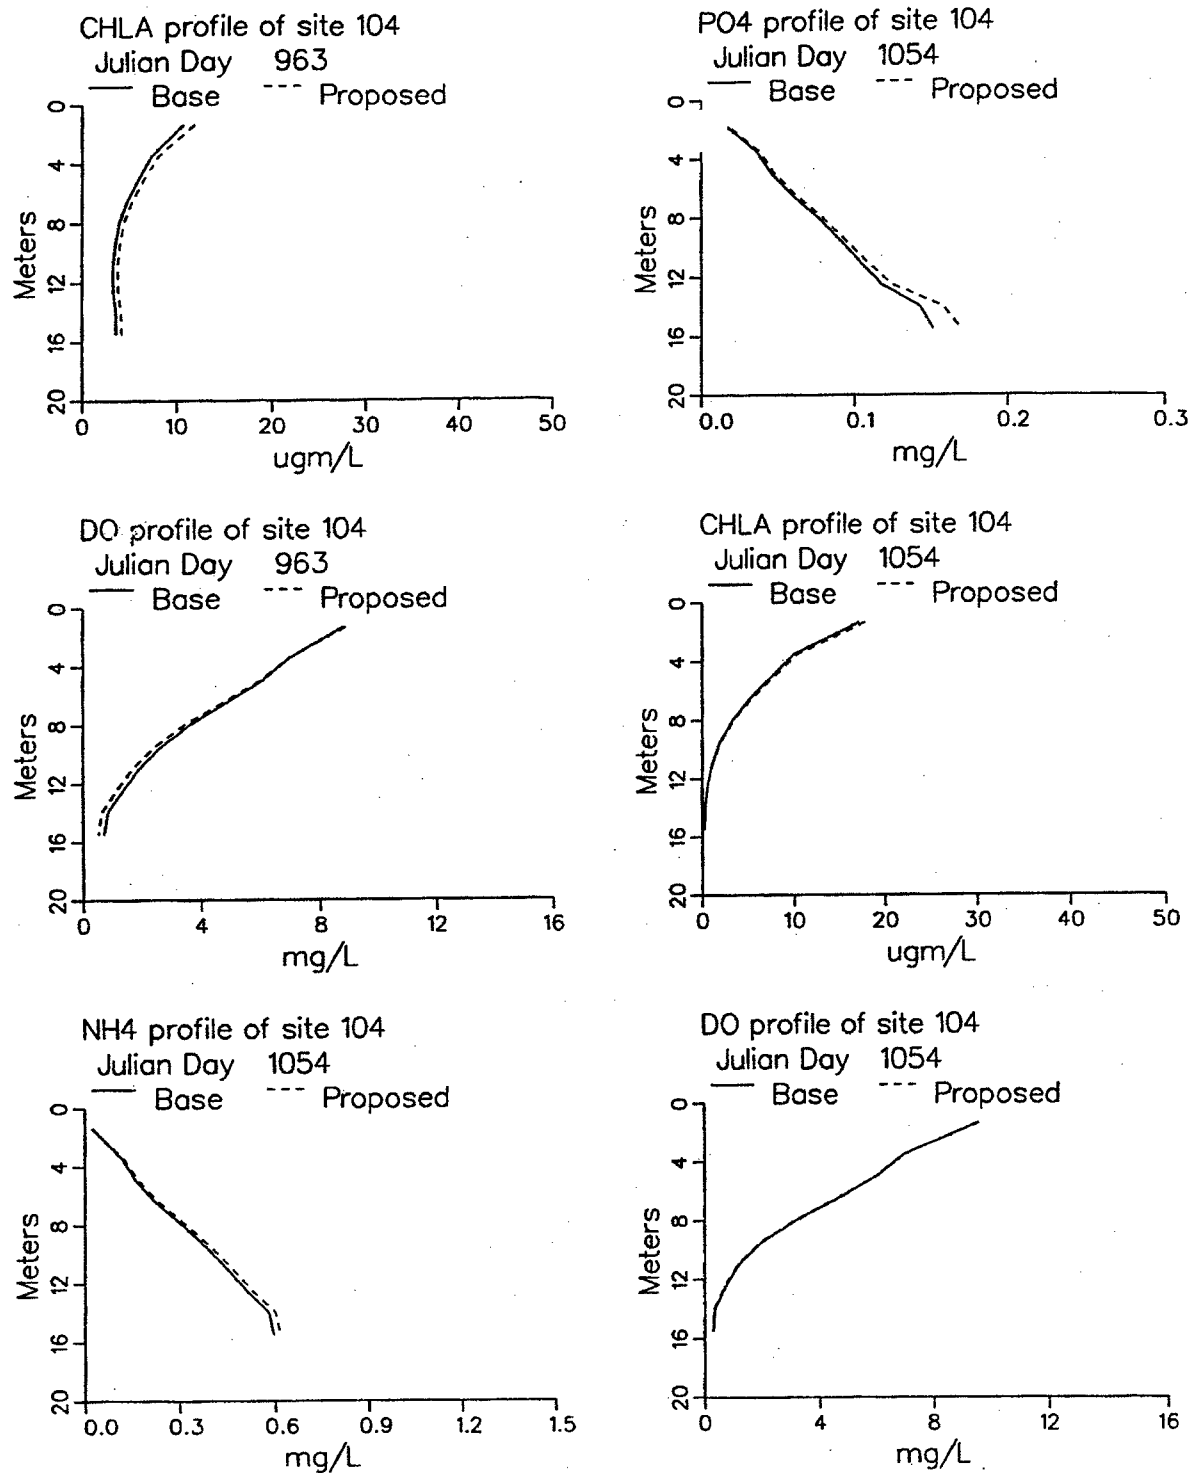 CHLA profile of site 104
Julian Day 963
Base Proposed
0
4
8
12
16
20
Meters
0 10 20 30 40 50
ugm/L
PO4 profile of site 104
Julian Day 1054
Base Proposed
0
4
8
12
16
20
Meters
0.0 0.1 0.2 0.3
mg/L
DO profile of site 104
Julian Day 963
Base Proposed
0
4
8
12
16
20
Meters
0 4 8 12 16
mg/L
CHLA profile of site 104
Julian Day 1054
Base Proposed
0
4
8
12
16
20
Meters
0 10 20 30 40 50
ugm/L
NH4 profile of site 104
Julian Day 1054
Base Proposed
0
4
8
12
16
20
Meters
0.0 0.3 0.6 0.9 1.2 1.5
mg/L
DO profile of site 104
Julian Day 1054
Base Proposed
0
4
8
12
16
20
Meters
0 4 8 12 16
mg/L